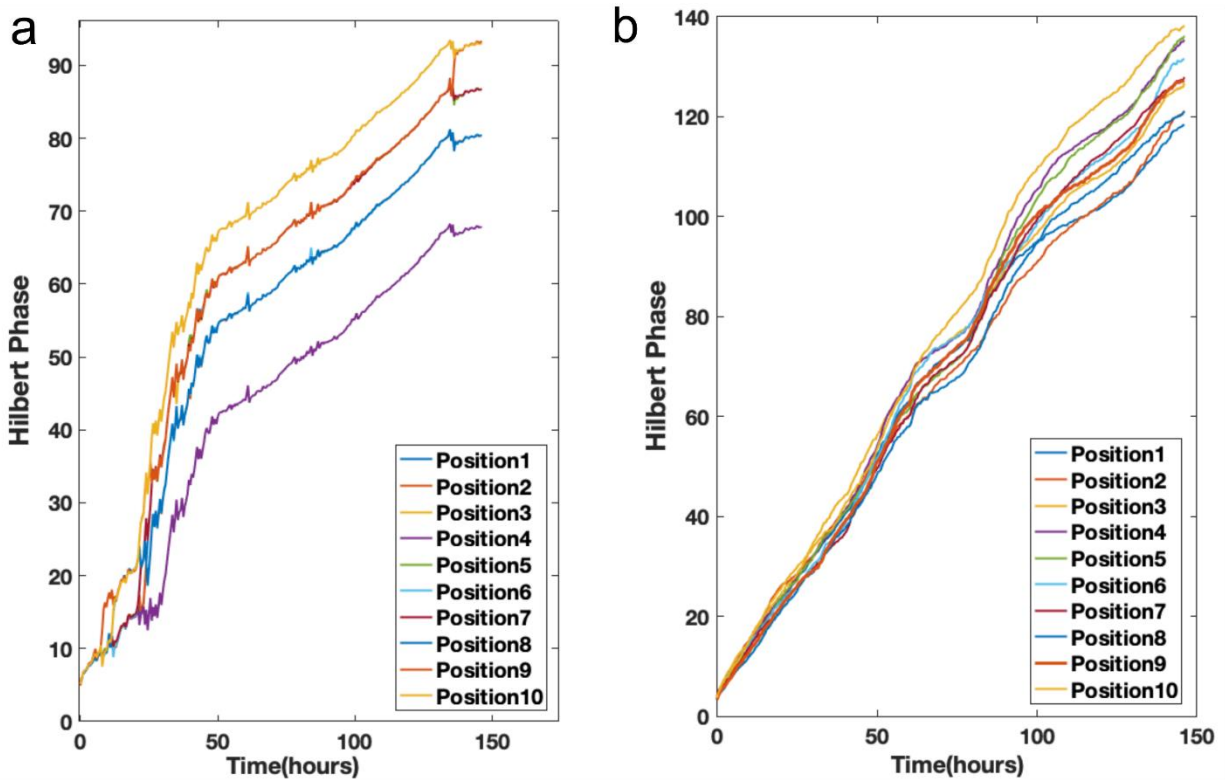 a
90
80
70
60
50
40
30
20
10
0
0 50 100 150
Hilbert Phase
Time(hours)
Position1
Position2
Position3
Position4
Position5
Position6
Position7
Position8
Position9
Position10
b
140
120
100
80
60
40
20
0
0 50 100 150
Hilbert Phase
Time(hours)
Position1
Position2
Position3
Position4
Position5
Position6
Position7
Position8
Position9
Position10